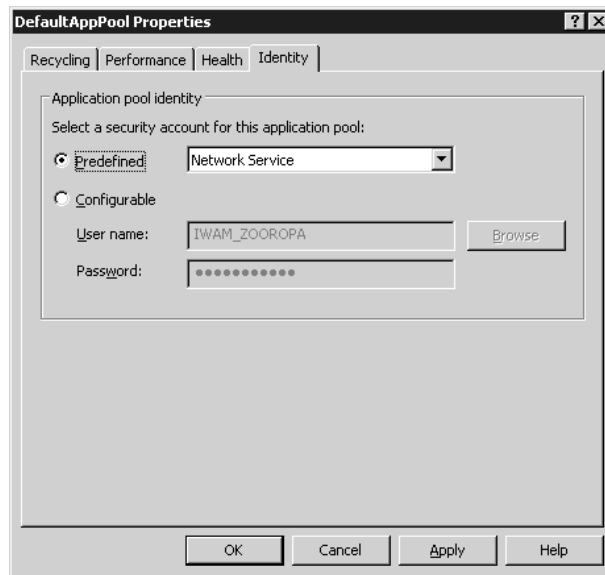 DefaultAppPool Properties
Recycling Performance Health Identity
Application pool identity
Select a security account for this application pool:
Predefined Network Service
Configurable
User name: IWAM_ZOOROPA Browse
Password: ●●●●●●●●●●●
OK Cancel Apply Help